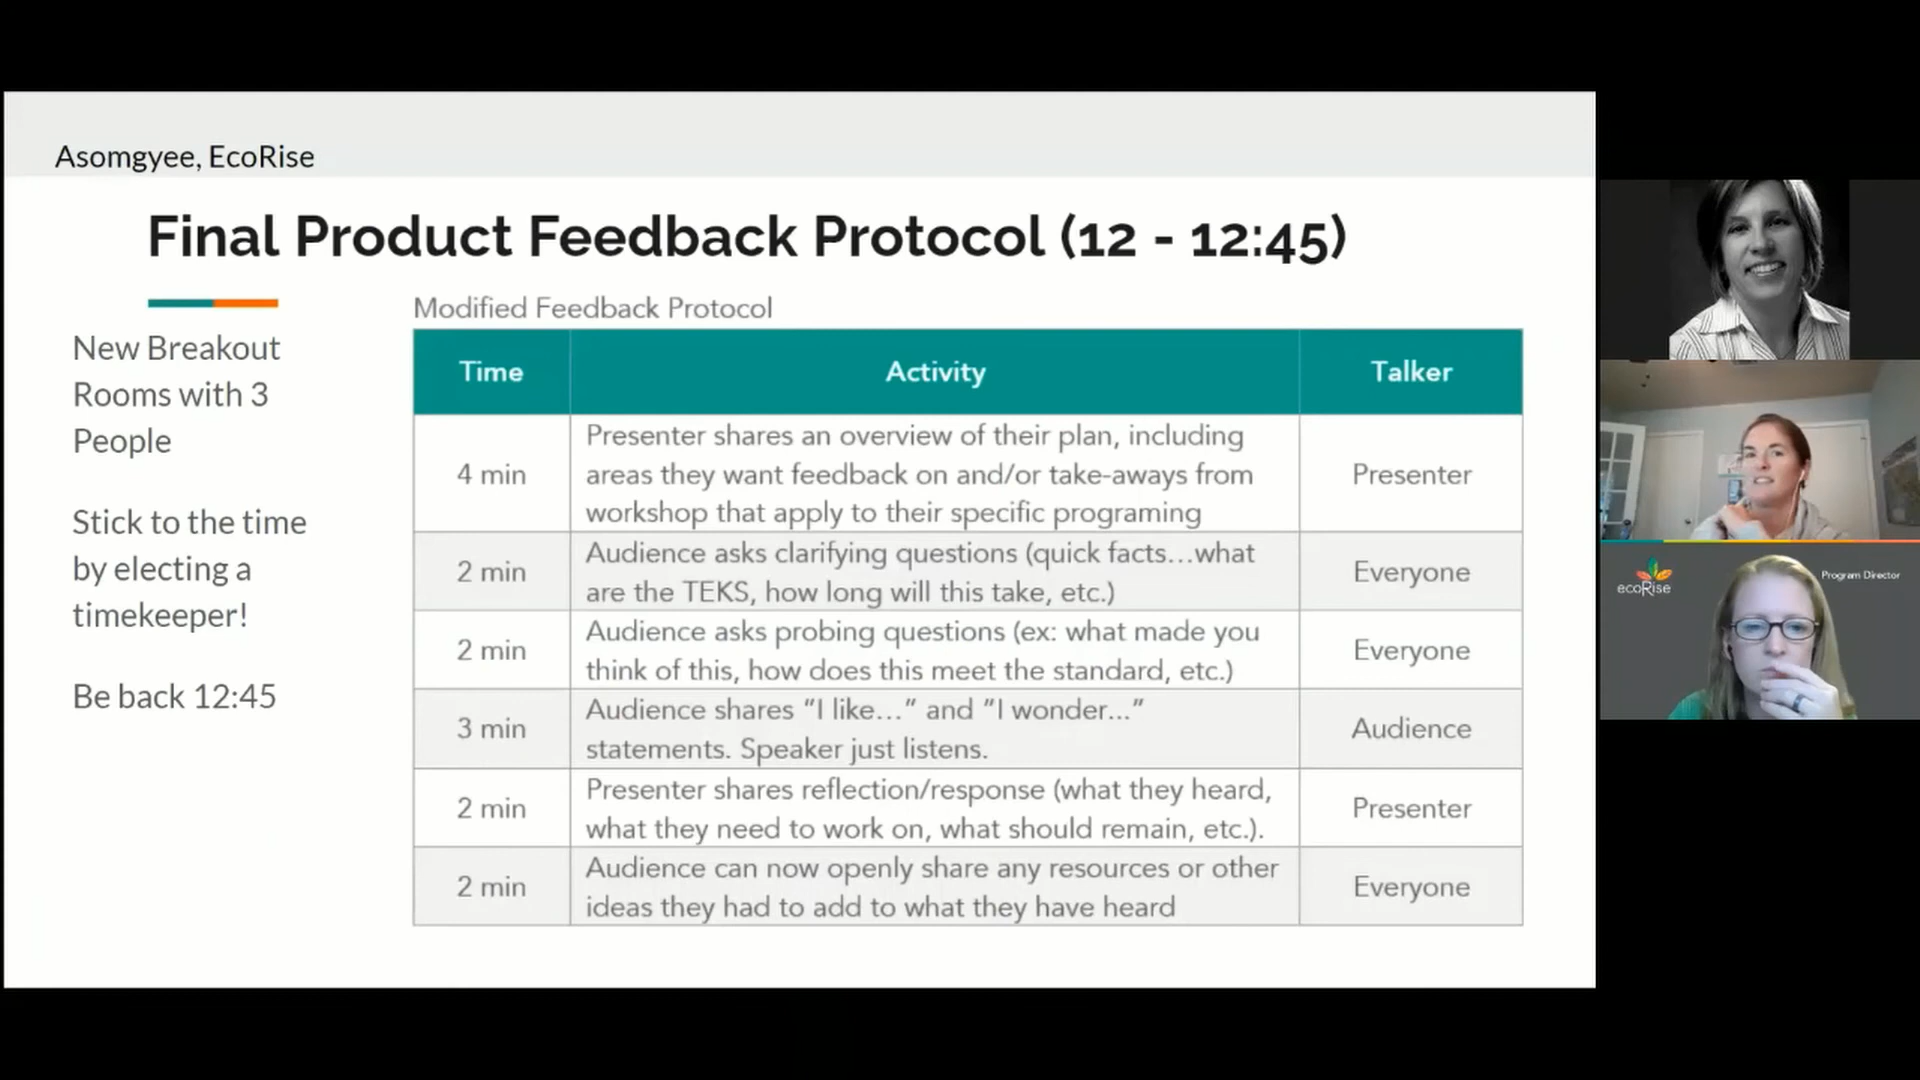 Asomgyee, EcoRise
Final Product Feedback Protocol (12 - 12:45)
New Breakout
Rooms with 3
People
Stick to the time
by electing a
timekeeper!
Be back 12:45
Modified Feedback Protocol
Time Activity Talker
4 min
Presenter shares an overview of their plan, including
areas they want feedback on and/or take-aways from
workshop that apply to their specific programing
Presenter
2 min
Audience asks clarifying questions (quick facts...what
are the TEKS, how long will this take, etc.)
Everyone
2 min
Audience asks probing questions (ex: what made you
think of this, how does this meet the standard, etc.)
Everyone
3 min
Audience shares “I like...” and “I wonder...”
statements. Speaker just listens.
Audience
2 min
Presenter shares reflection/response (what they heard,
what they need to work on, what should remain, etc.).
Presenter
2 min
Audience can now openly share any resources or other
ideas they had to add to what they have heard
Everyone
ecoRise
Program Director